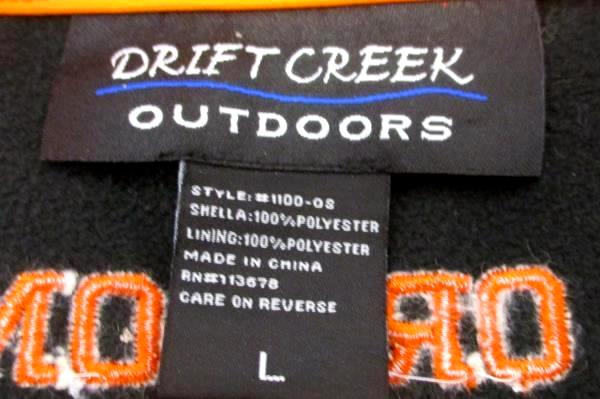 DRIFT CREEK
OUTDOORS
STYLE: #1100-OS
SHELLA: 100% POLYESTER
LINING: 100% POLYESTER
MADE IN CHINA
RN#113678
CARE ON REVERSE
L